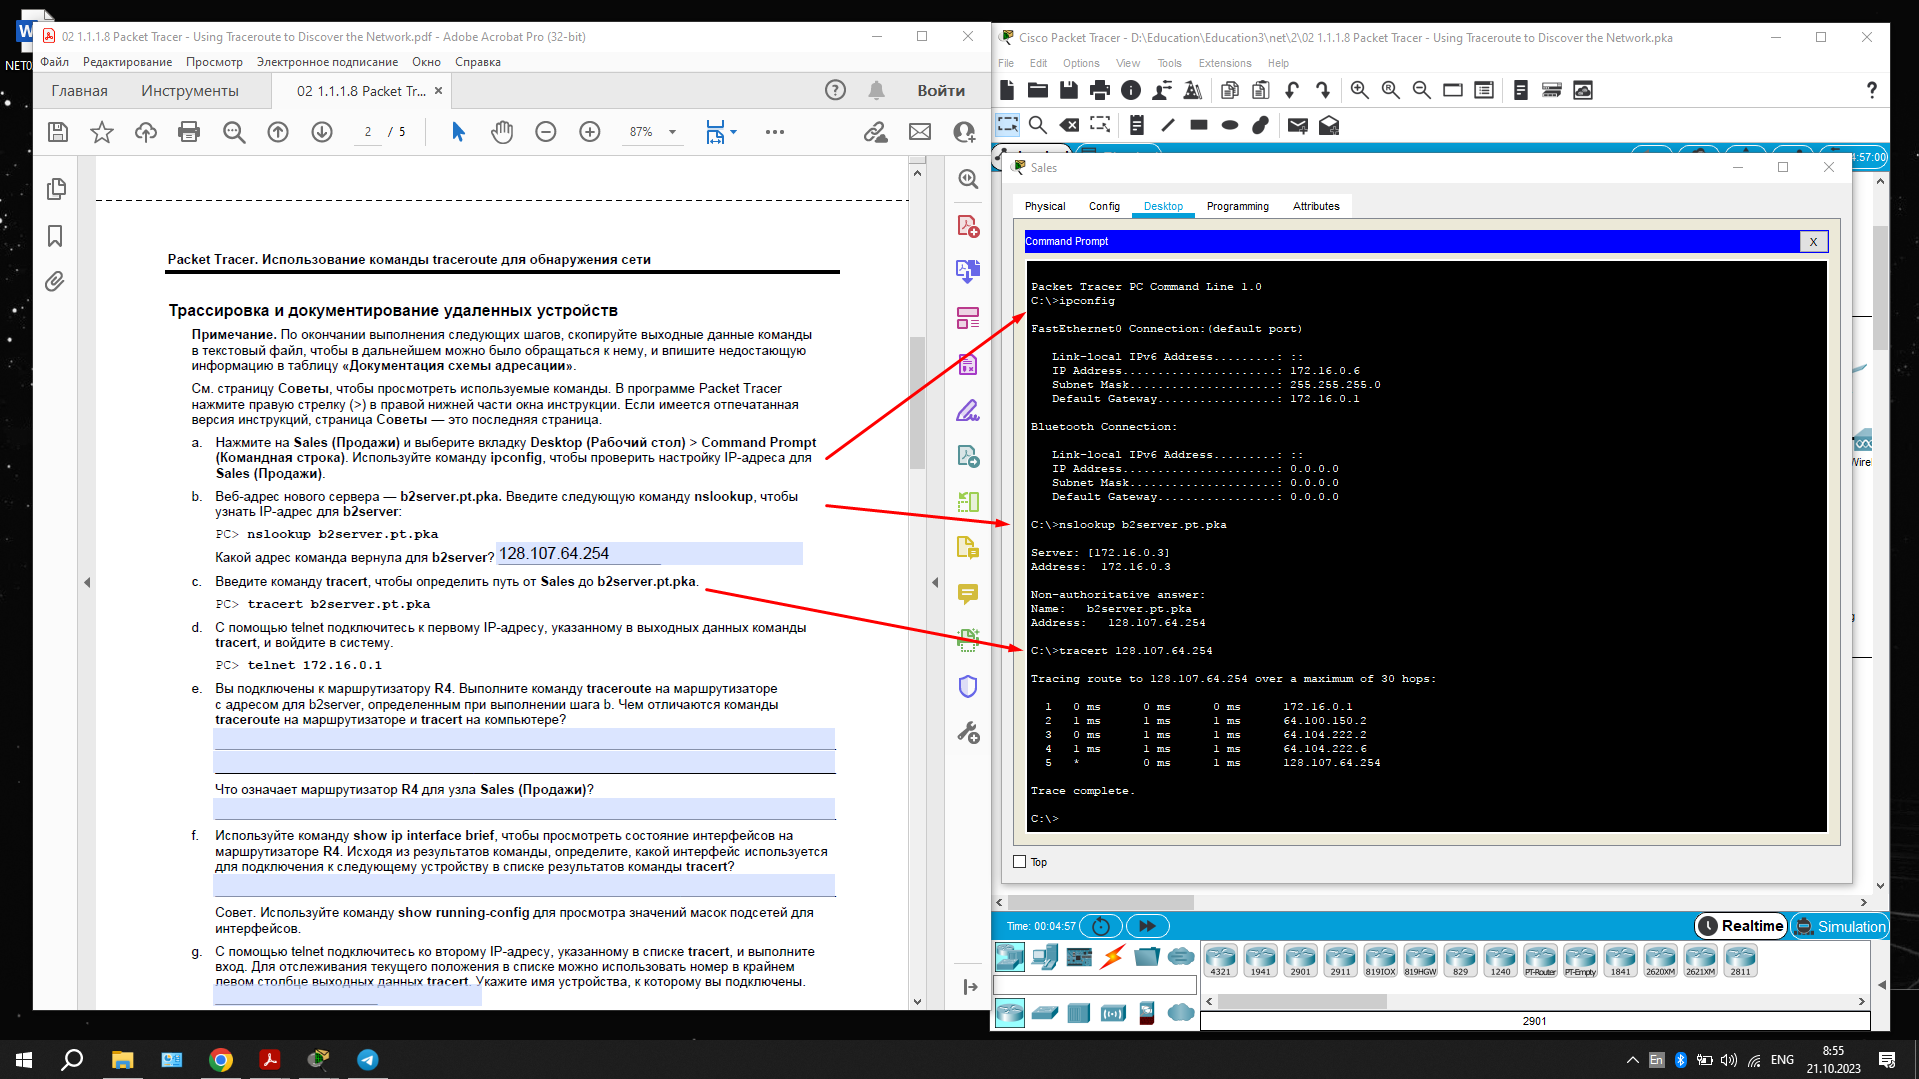 NET0
02 1.1.1.8 Packet Tracer - Using Traceroute to Discover the Network.pdf - Adobe Acrobat Pro (32-bit)
Файл Редактирование Просмотр Электронное подписание Окно Справка
Главная Инструменты 02 1.1.1.8 Packet Tr... × Войти
2 / 5 87%
Packet Tracer. Использование команды traceroute для обнаружения сети
Трассировка и документирование удаленных устройств
Примечание. По окончании выполнения следующих шагов, скопируйте выходные данные команды
в текстовый файл, чтобы в дальнейшем можно было обращаться к нему, и впишите недостающую
информацию в таблицу «Документация схемы адресации».
См. страницу Советы, чтобы просмотреть используемые команды. В программе Packet Tracer
нажмите правую стрелку (>) в правой нижней части окна инструкции. Если имеется отпечатанная
версия инструкций, страница Советы — это последняя страница.
a. Нажмите на Sales (Продажи) и выберите вкладку Desktop (Рабочий стол) > Command Prompt
(Командная строка). Используйте команду ipconfig, чтобы проверить настройку IP-адреса для
Sales (Продажи).
b. Веб-адрес нового сервера — b2server.pt.pka. Введите следующую команду nslookup, чтобы
узнать IP-адрес для b2server:
PC> nslookup b2server.pt.pka
Какой адрес команда вернула для b2server? 128.107.64.254
c. Введите команду tracert, чтобы определить путь от Sales до b2server.pt.pka.
PC> tracert b2server.pt.pka
d. С помощью telnet подключитесь к первому IP-адресу, указанному в выходных данных команды
tracert, и войдите в систему.
PC> telnet 172.16.0.1
e. Вы подключены к маршрутизатору R4. Выполните команду traceroute на маршрутизаторе
с адресом для b2server, определенным при выполнении шага b. Чем отличаются команды
traceroute на маршрутизаторе и tracert на компьютере?
Что означает маршрутизатор R4 для узла Sales (Продажи)?
f. Используйте команду show ip interface brief, чтобы просмотреть состояние интерфейсов на
маршрутизаторе R4. Исходя из результатов команды, определите, какой интерфейс используется
для подключения к следующему устройству в списке результатов команды tracert?
Совет. Используйте команду show running-config для просмотра значений масок подсетей для
интерфейсов.
g. С помощью telnet подключитесь ко второму IP-адресу, указанному в списке tracert, и выполните
вход. Для отслеживания текущего положения в списке можно использовать номер в крайнем
левом столбце выходных данных tracert. Укажите имя устройства, к которому вы подключены.
Cisco Packet Tracer - D:\Education\Education3\net\2\02 1.1.1.8 Packet Tracer - Using Traceroute to Discover the Network.pka
File Edit Options View Tools Extensions Help
?
4:57:00
Sales
Physical Config Desktop Programming Attributes
Command Prompt X
Packet Tracer PC Command Line 1.0
C:\>ipconfig
FastEthernet0 Connection:(default port)
Link-local IPv6 Address.........: ::
IP Address......................: 172.16.0.6
Subnet Mask.....................: 255.255.255.0
Default Gateway.................: 172.16.0.1
Bluetooth Connection:
Link-local IPv6 Address.........: ::
IP Address......................: 0.0.0.0
Subnet Mask.....................: 0.0.0.0
Default Gateway.................: 0.0.0.0
C:\>nslookup b2server.pt.pka
Server: [172.16.0.3]
Address: 172.16.0.3
Non-authoritative answer:
Name: b2server.pt.pka
Address: 128.107.64.254
C:\>tracert 128.107.64.254
Tracing route to 128.107.64.254 over a maximum of 30 hops:
1 0 ms 0 ms 0 ms 172.16.0.1
2 1 ms 1 ms 1 ms 64.100.150.2
3 0 ms 1 ms 1 ms 64.104.222.2
4 1 ms 1 ms 1 ms 64.104.222.6
5 * 0 ms 1 ms 128.107.64.254
Trace complete.
C:\>
Top
Wire
Time: 00:04:57
Realtime Simulation
4321 1941 2901 2911 819IOX 819HGW 829 1240 PT-Router PT-Empty 1841 2620XM 2621XM 2811
2901
En ENG
8:55
21.10.2023